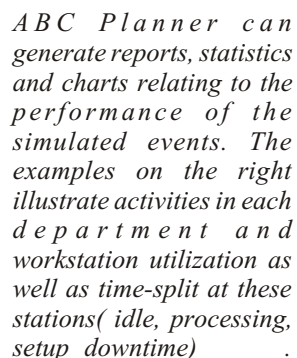 ABC Planner can
generate reports, statistics
and charts relating to the
performance of the
simulated events. The
examples on the right
illustrate activities in each
department and
workstation utilization as
well as time-split at these
stations( idle, processing,
setup downtime) .